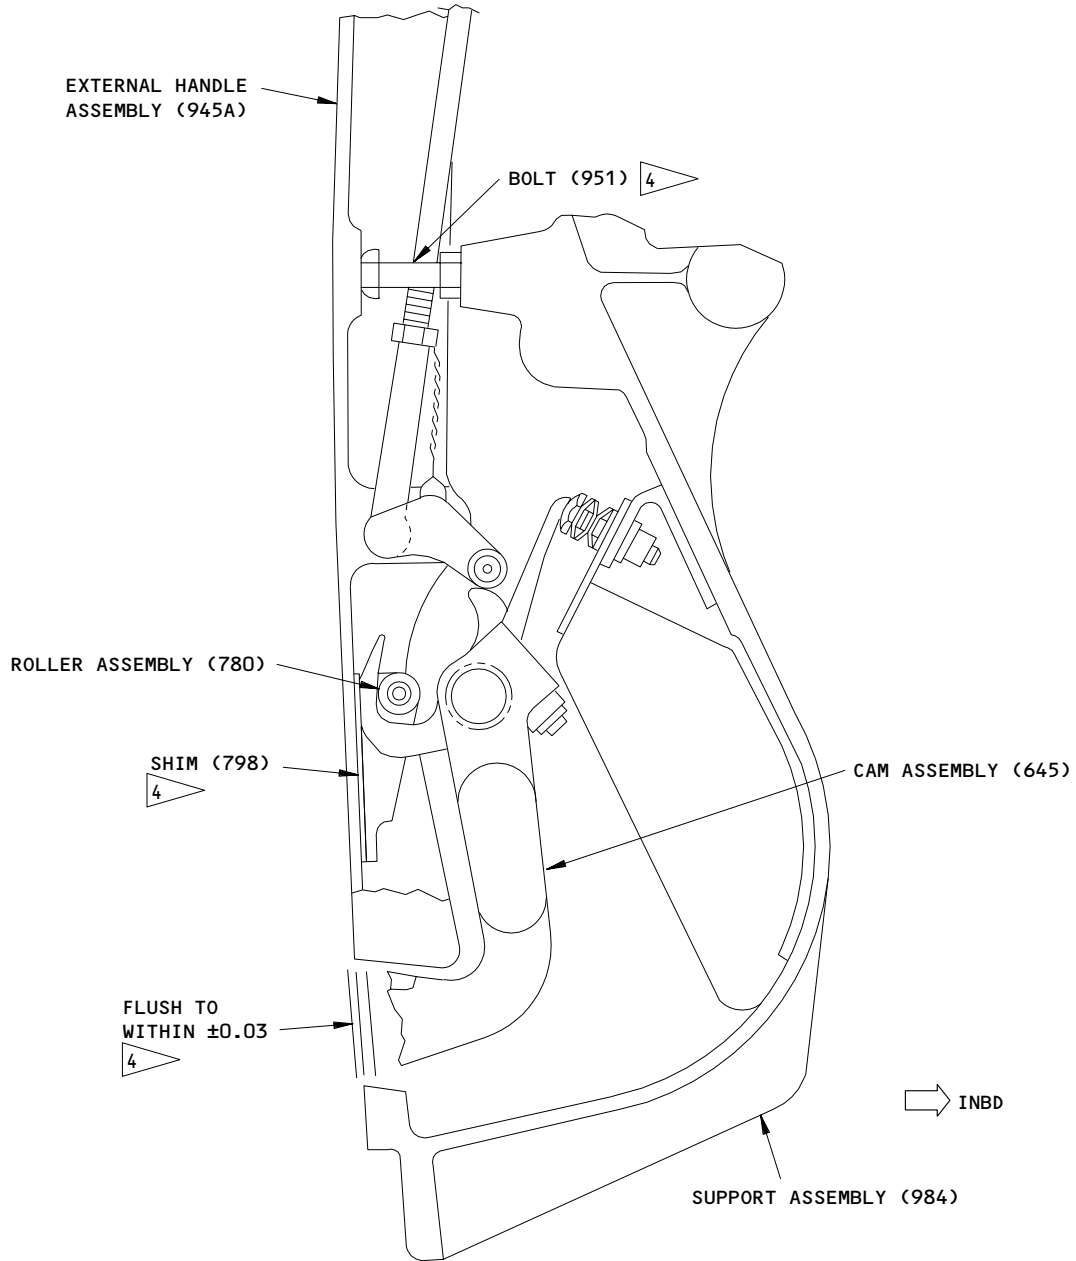 EXTERNAL HANDLE
ASSEMBLY (945A)
BOLT (951) 4
ROLLER ASSEMBLY (780)
SHIM (798)
4
CAM ASSEMBLY (645)
FLUSH TO
WITHIN ±0.03
4
INBD
SUPPORT ASSEMBLY (984)